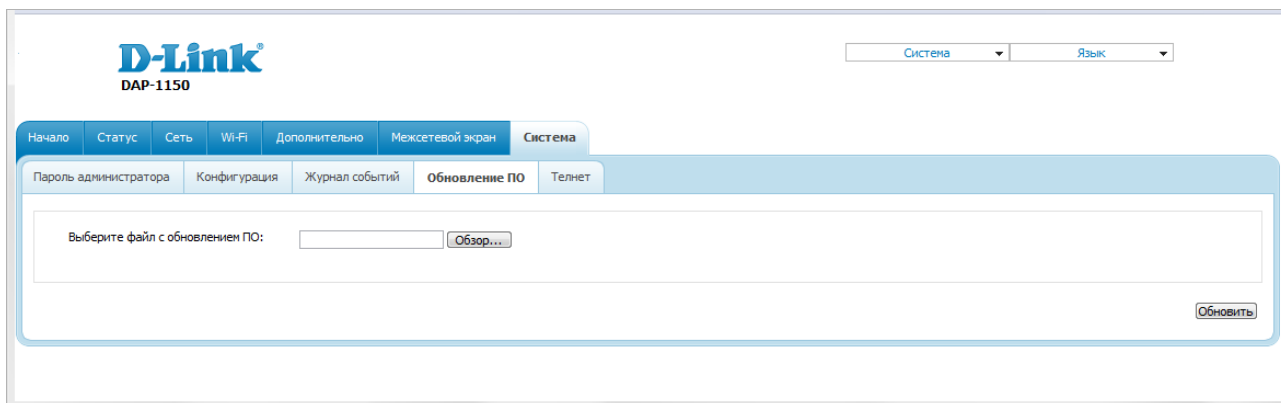 D-Link®
DAP-1150
Система Язык
Начало Статус Сеть Wi-Fi Дополнительно Межсетевой экран Система
Пароль администратора Конфигурация Журнал событий Обновление ПО Телнет
Выберите файл с обновлением ПО: Обзор...
Обновить